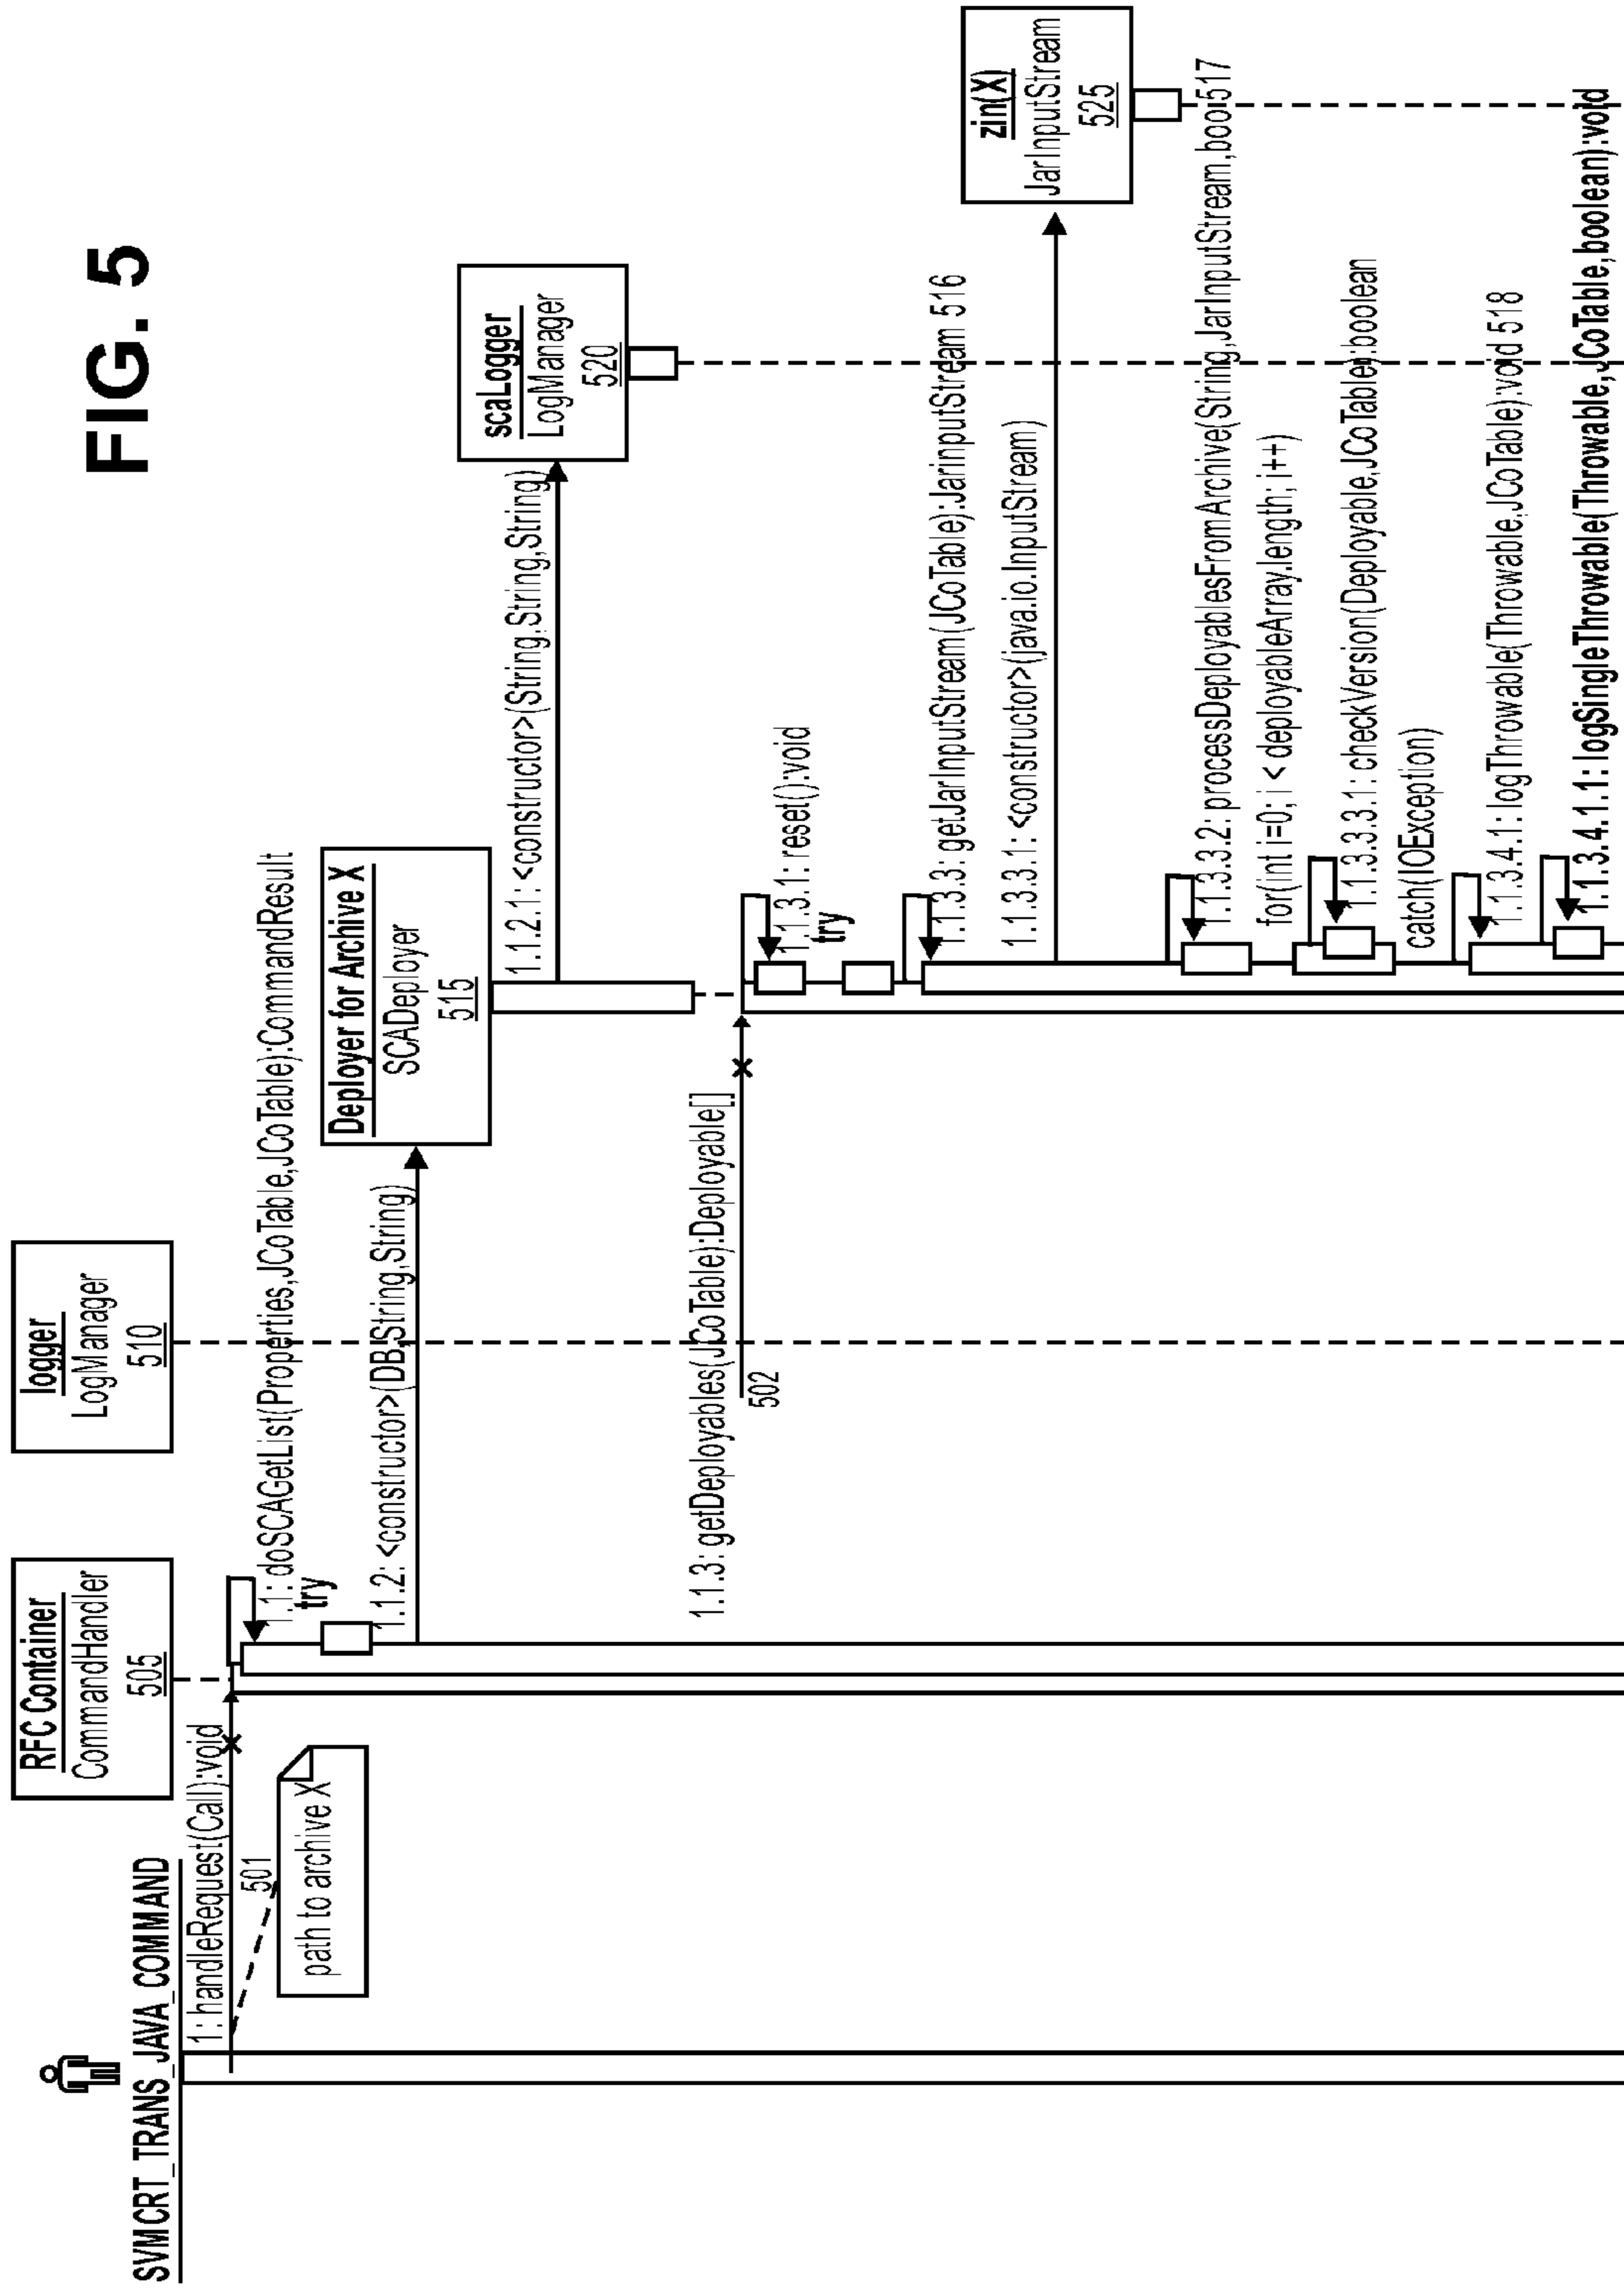 FIG. 5
SVMCRT_TRANS_JAVA_COMMAND
RFC Container
CommandHandler
505
logger
LogManager
510
1: handleRequest(Call):void
501
path to archive X
1.1: doSCAGetList(Properties,JCoTable,JCoTable):CommandResult
try
Deployer for Archive X
SCADeployer
515
1.1.2: <constructor>(DB,String,String)
scaLogger
LogManager
520
1.1.2.1: <constructor>(String,String,String)
1.1.3: getDeployables(JCoTable):Deployable[]
502
1.1.3.1: reset():void
try
1.1.3.3: getJarInputStream(JCoTable):JarinputStream 516
zin(X)
JarInputStream
525
1.1.3.3.1: <constructor>(java.io.InputStream)
1.1.3.3.2: processDeployablesFromArchive(String,JarInputStream,boo 517
for(int i=0; i < deployableArray.length; i++)
1.1.3.3.3.1: checkVersion(Deployable,JCoTable):boolean
catch(IOException)
1.1.3.4.1: logThrowable(Throwable,JCoTable):void 518
1.1.3.4.1.1: logSingleThrowable(Throwable,JCoTable,boolean):void